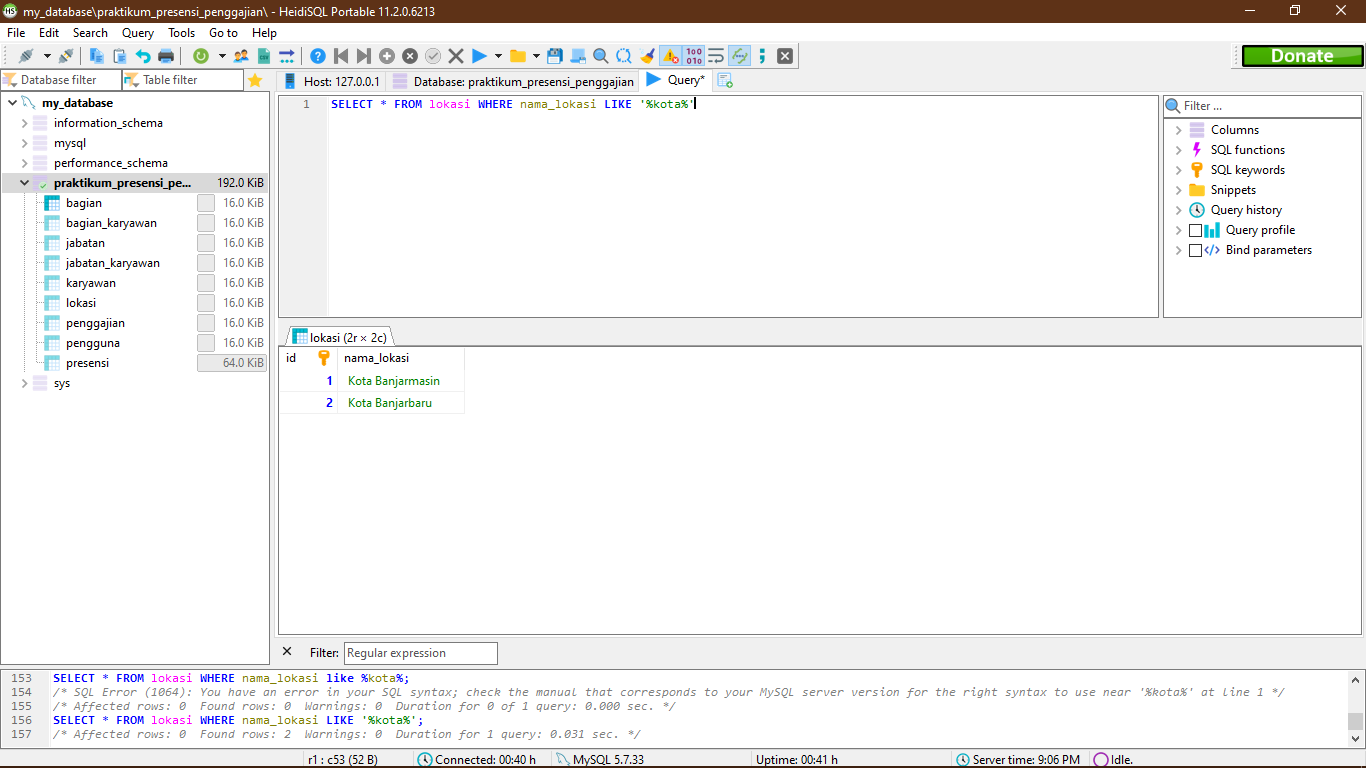 my_database\praktikum_presensi_penggajian\ - HeidiSQL Portable 11.2.0.6213
File Edit Search Query Tools Go to Help
Donate
Database filter Table filter
Host: 127.0.0.1 Database: praktikum_presensi_penggajian Query*
my_database
information_schema
mysql
performance_schema
praktikum_presensi_pe... 192.0 KiB
bagian 16.0 KiB
bagian_karyawan 16.0 KiB
jabatan 16.0 KiB
jabatan_karyawan 16.0 KiB
karyawan 16.0 KiB
lokasi 16.0 KiB
penggajian 16.0 KiB
pengguna 16.0 KiB
presensi 64.0 KiB
sys
1 SELECT * FROM lokasi WHERE nama_lokasi LIKE '%kota%'
Filter ...
Columns
SQL functions
SQL keywords
Snippets
Query history
Query profile
Bind parameters
lokasi (2r × 2c)
id nama_lokasi
1 Kota Banjarmasin
2 Kota Banjarbaru
Filter: Regular expression
153 SELECT * FROM lokasi WHERE nama_lokasi like %kota%;
154 /* SQL Error (1064): You have an error in your SQL syntax; check the manual that corresponds to your MySQL server version for the right syntax to use near '%kota%' at line 1 */
155 /* Affected rows: 0 Found rows: 0 Warnings: 0 Duration for 0 of 1 query: 0.000 sec. */
156 SELECT * FROM lokasi WHERE nama_lokasi LIKE '%kota%';
157 /* Affected rows: 0 Found rows: 2 Warnings: 0 Duration for 1 query: 0.031 sec. */
r1 : c53 (52 B) Connected: 00:40 h MySQL 5.7.33 Uptime: 00:41 h Server time: 9:06 PM Idle.